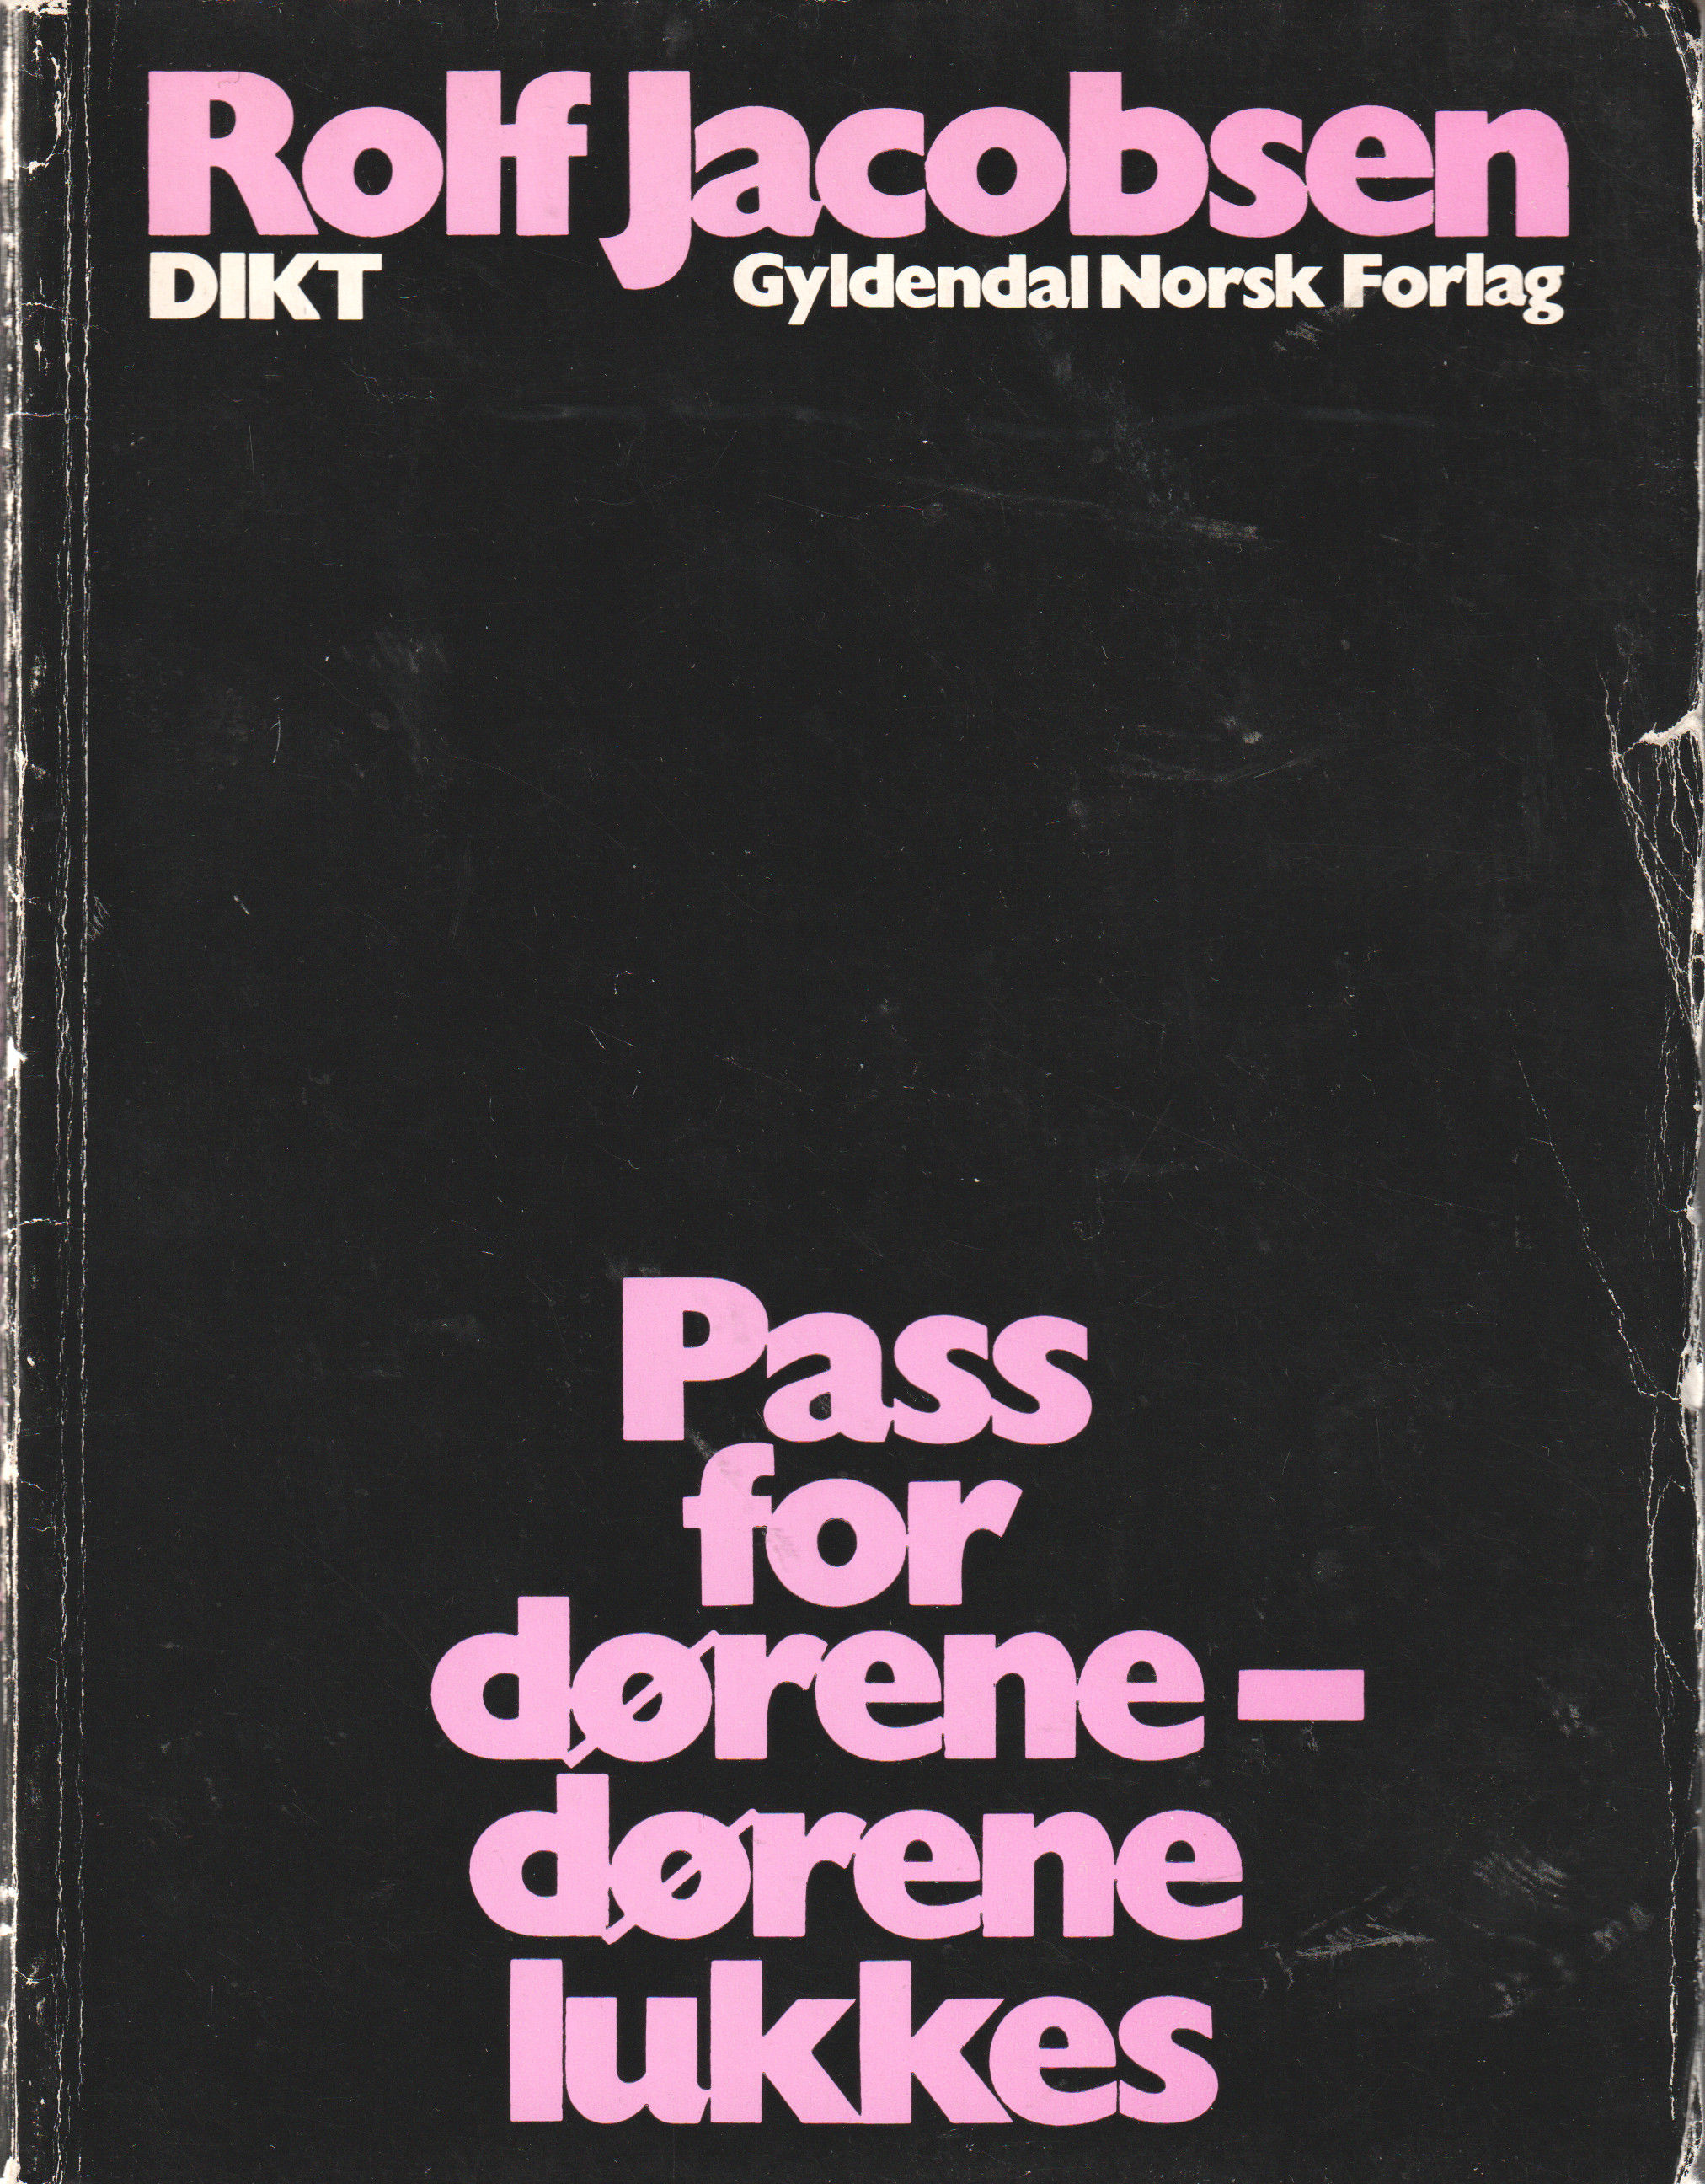 Rolf Jacobsen
DIKT
Gyldendal Norsk Forlag
Pass
for
dørene –
dørene
lukkes